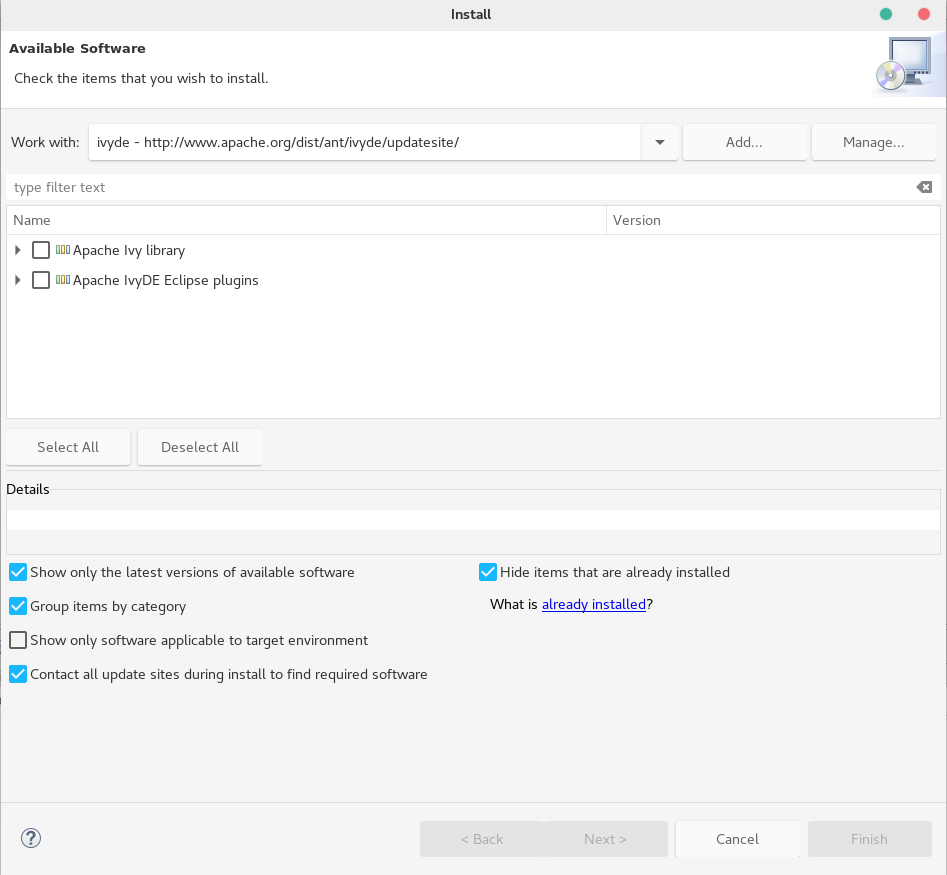 Install
Available Software
Check the items that you wish to install.
Work with: ivyde - http://www.apache.org/dist/ant/ivyde/updatesite/ Add... Manage...
type filter text
Name Version
Apache Ivy library
Apache IvyDE Eclipse plugins
Select All Deselect All
Details
Show only the latest versions of available software Hide items that are already installed
Group items by category What is already installed?
Show only software applicable to target environment
Contact all update sites during install to find required software
? < Back Next > Cancel Finish